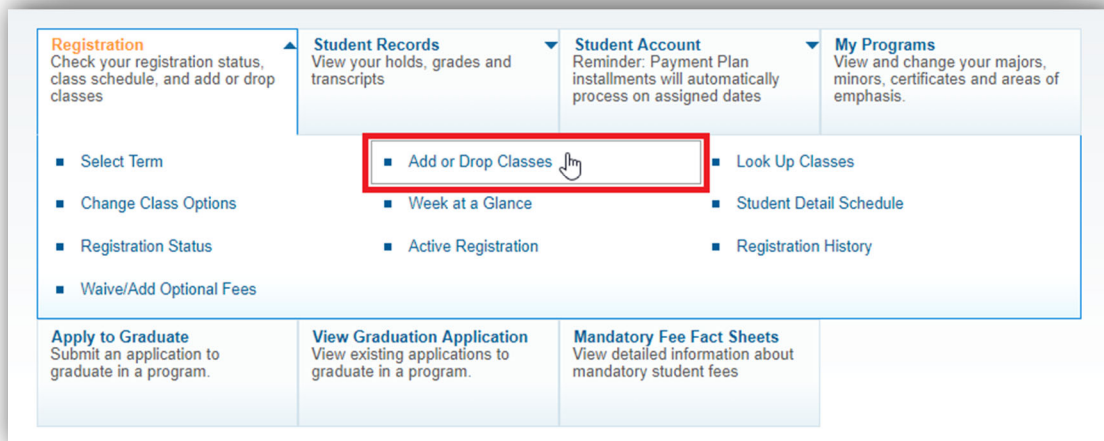 Registration
Check your registration status,
class schedule, and add or drop
classes
Student Records
View your holds, grades and
transcripts
Student Account
Reminder: Payment Plan
installments will automatically
process on assigned dates
My Programs
View and change your majors,
minors, certificates and areas of
emphasis.
Select Term
Add or Drop Classes
Look Up Classes
Change Class Options
Week at a Glance
Student Detail Schedule
Registration Status
Active Registration
Registration History
Waive/Add Optional Fees
Apply to Graduate
Submit an application to
graduate in a program.
View Graduation Application
View existing applications to
graduate in a program.
Mandatory Fee Fact Sheets
View detailed information about
mandatory student fees